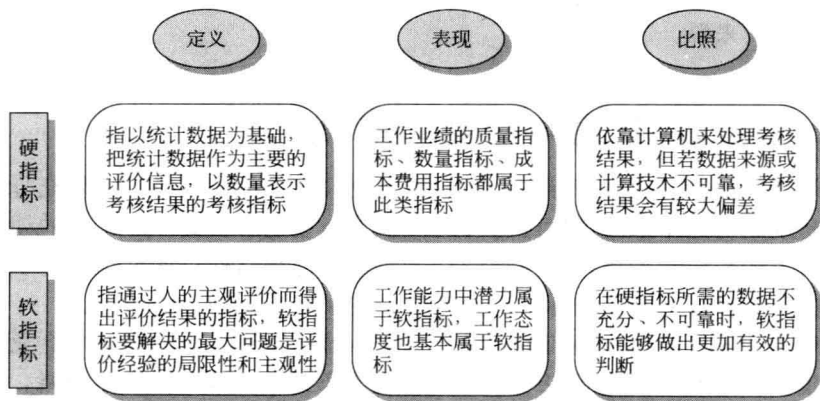 定义
表现
比照
硬指标
指以统计数据为基础，
把统计数据作为主要的
评价信息，以数量表示
考核结果的考核指标
工作业绩的质量指
标、数量指标、成
本费用指标都属于
此类指标
依靠计算机来处理考核
结果，但若数据来源或
计算技术不可靠，考核
结果会有较大偏差
软指标
指通过人的主观评价而得
出评价结果的指标，软指
标要解决的最大问题是评
价经验的局限性和主观性
工作能力中潜力属
于软指标，工作态
度也基本属于软指
标
在硬指标所需的数据不
充分、不可靠时，软指
标能够做出更加有效的
判断